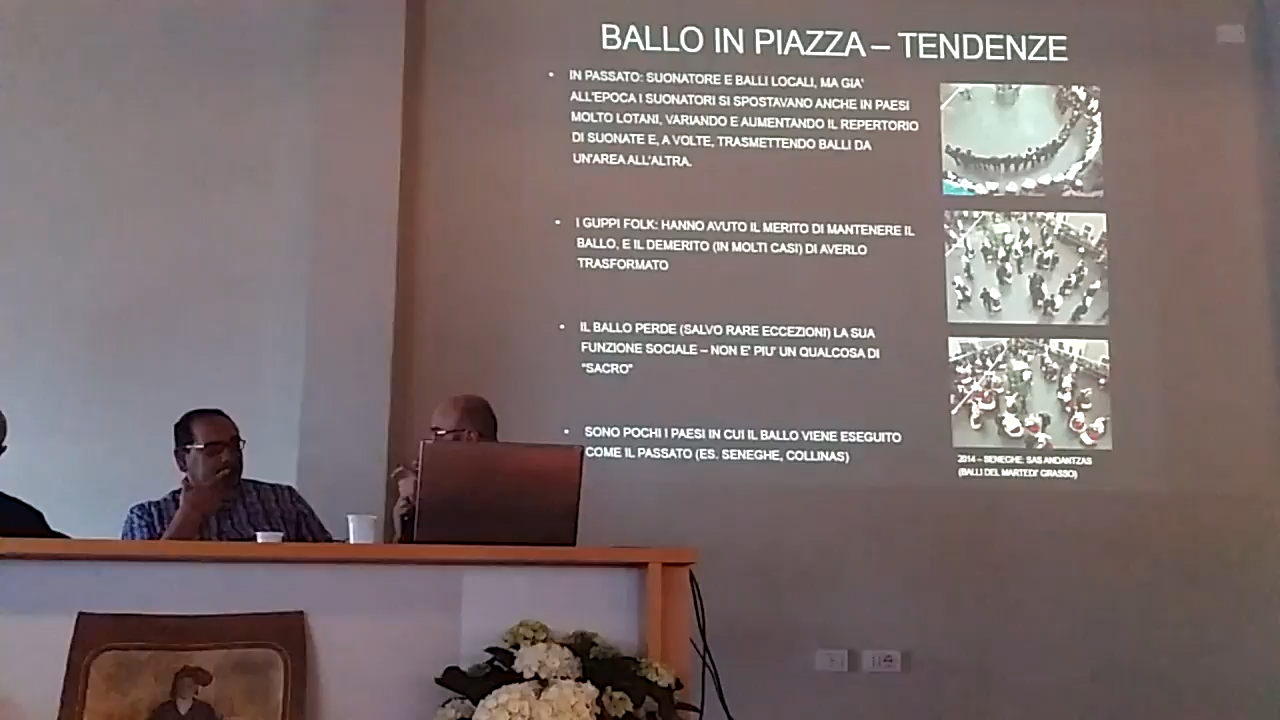 BALLO IN PIAZZA – TENDENZE
• IN PASSATO: SUONATORE E BALLI LOCALI, MA GIA'
ALL'EPOCA I SUONATORI SI SPOSTAVANO ANCHE IN PAESI
MOLTO LOTANI, VARIANDO E AUMENTANDO IL REPERTORIO
DI SUONATE E, A VOLTE, TRASMETTENDO BALLI DA
UN'AREA ALL'ALTRA.
• I GUPPI FOLK: HANNO AVUTO IL MERITO DI MANTENERE IL
BALLO, E IL DEMERITO (IN MOLTI CASI) DI AVERLO
TRASFORMATO
• IL BALLO PERDE (SALVO RARE ECCEZIONI) LA SUA
FUNZIONE SOCIALE – NON E' PIU' UN QUALCOSA DI
"SACRO"
• SONO POCHI I PAESI IN CUI IL BALLO VIENE ESEGUITO
COME IL PASSATO (ES. SENEGHE, COLLINAS)
2014 – SENEGHE: SAS ANDANTZAS
(BALLI DEL MARTEDI' GRASSO)